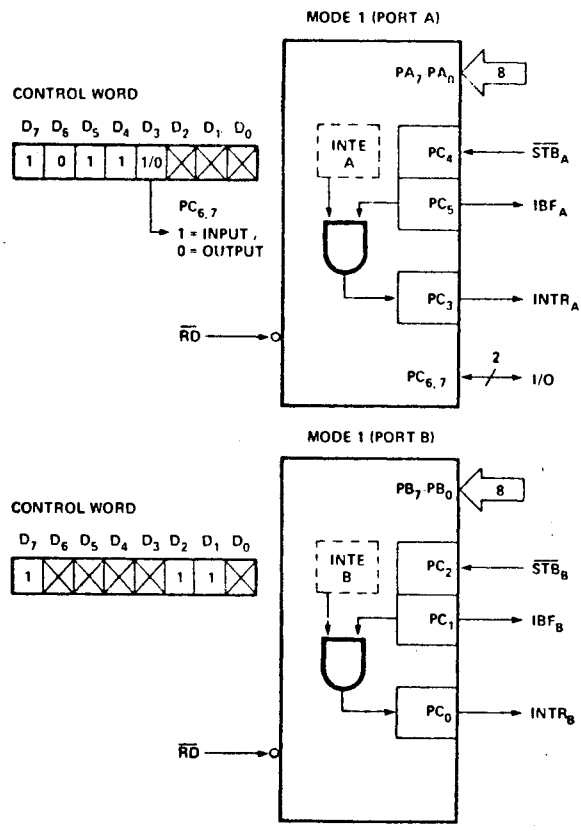 MODE 1 (PORT A)
PA7-PA0
8
CONTROL WORD
D7 D6 D5 D4 D3 D2 D1 D0
1 0 1 1 1/0
PC6,7
1 = INPUT,
0 = OUTPUT
INTE
A
PC4
STBA
PC5
IBFA
PC3
INTRA
RD
2
PC6,7
I/O
MODE 1 (PORT B)
PB7-PB0
8
CONTROL WORD
D7 D6 D5 D4 D3 D2 D1 D0
1 1 1
INTE
B
PC2
STBB
PC1
IBFB
PC0
INTRB
RD